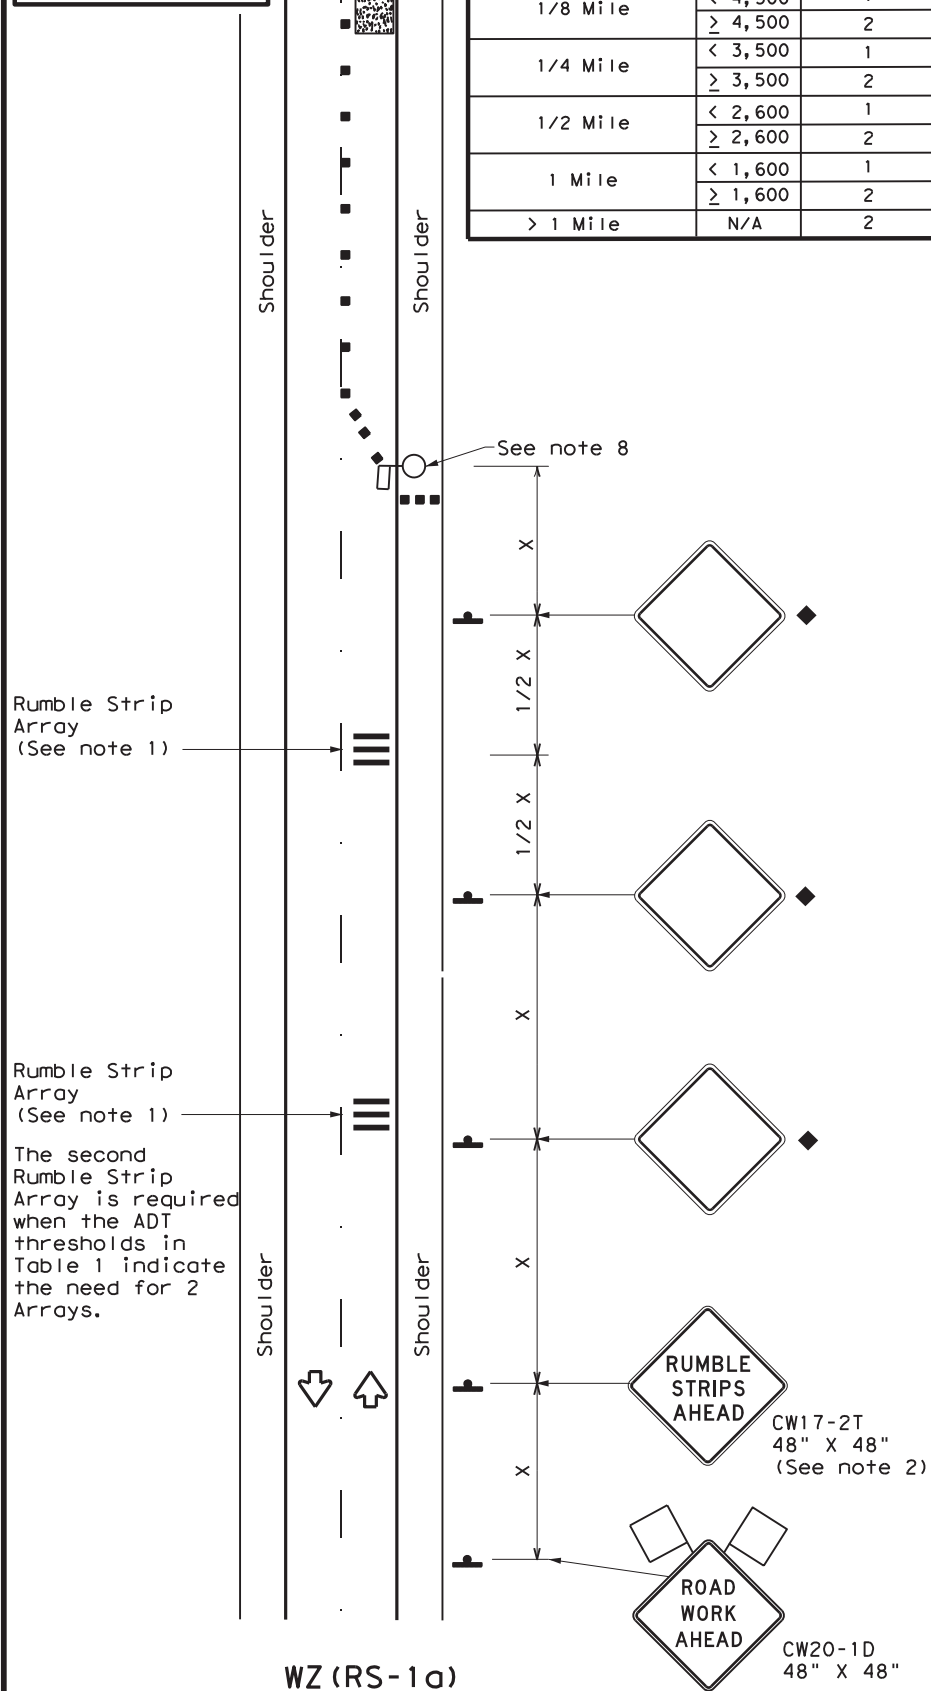 1/8 Mile
< 4,500
≥ 4,500 2
1/4 Mile
< 3,500 1
≥ 3,500 2
1/2 Mile
< 2,600 1
≥ 2,600 2
1 Mile
< 1,600 1
≥ 1,600 2
> 1 Mile N/A 2
Shoulder
Shoulder
See note 8
X
1/2 X
Rumble Strip
Array
(See note 1)
1/2 X
X
Rumble Strip
Array
(See note 1)
The second
Rumble Strip
Array is required
when the ADT
thresholds in
Table 1 indicate
the need for 2
Arrays.
X
Shoulder
Shoulder
RUMBLE
STRIPS
AHEAD
CW17-2T
48" X 48"
(See note 2)
X
ROAD
WORK
AHEAD
CW20-1D
48" X 48"
WZ(RS-1a)